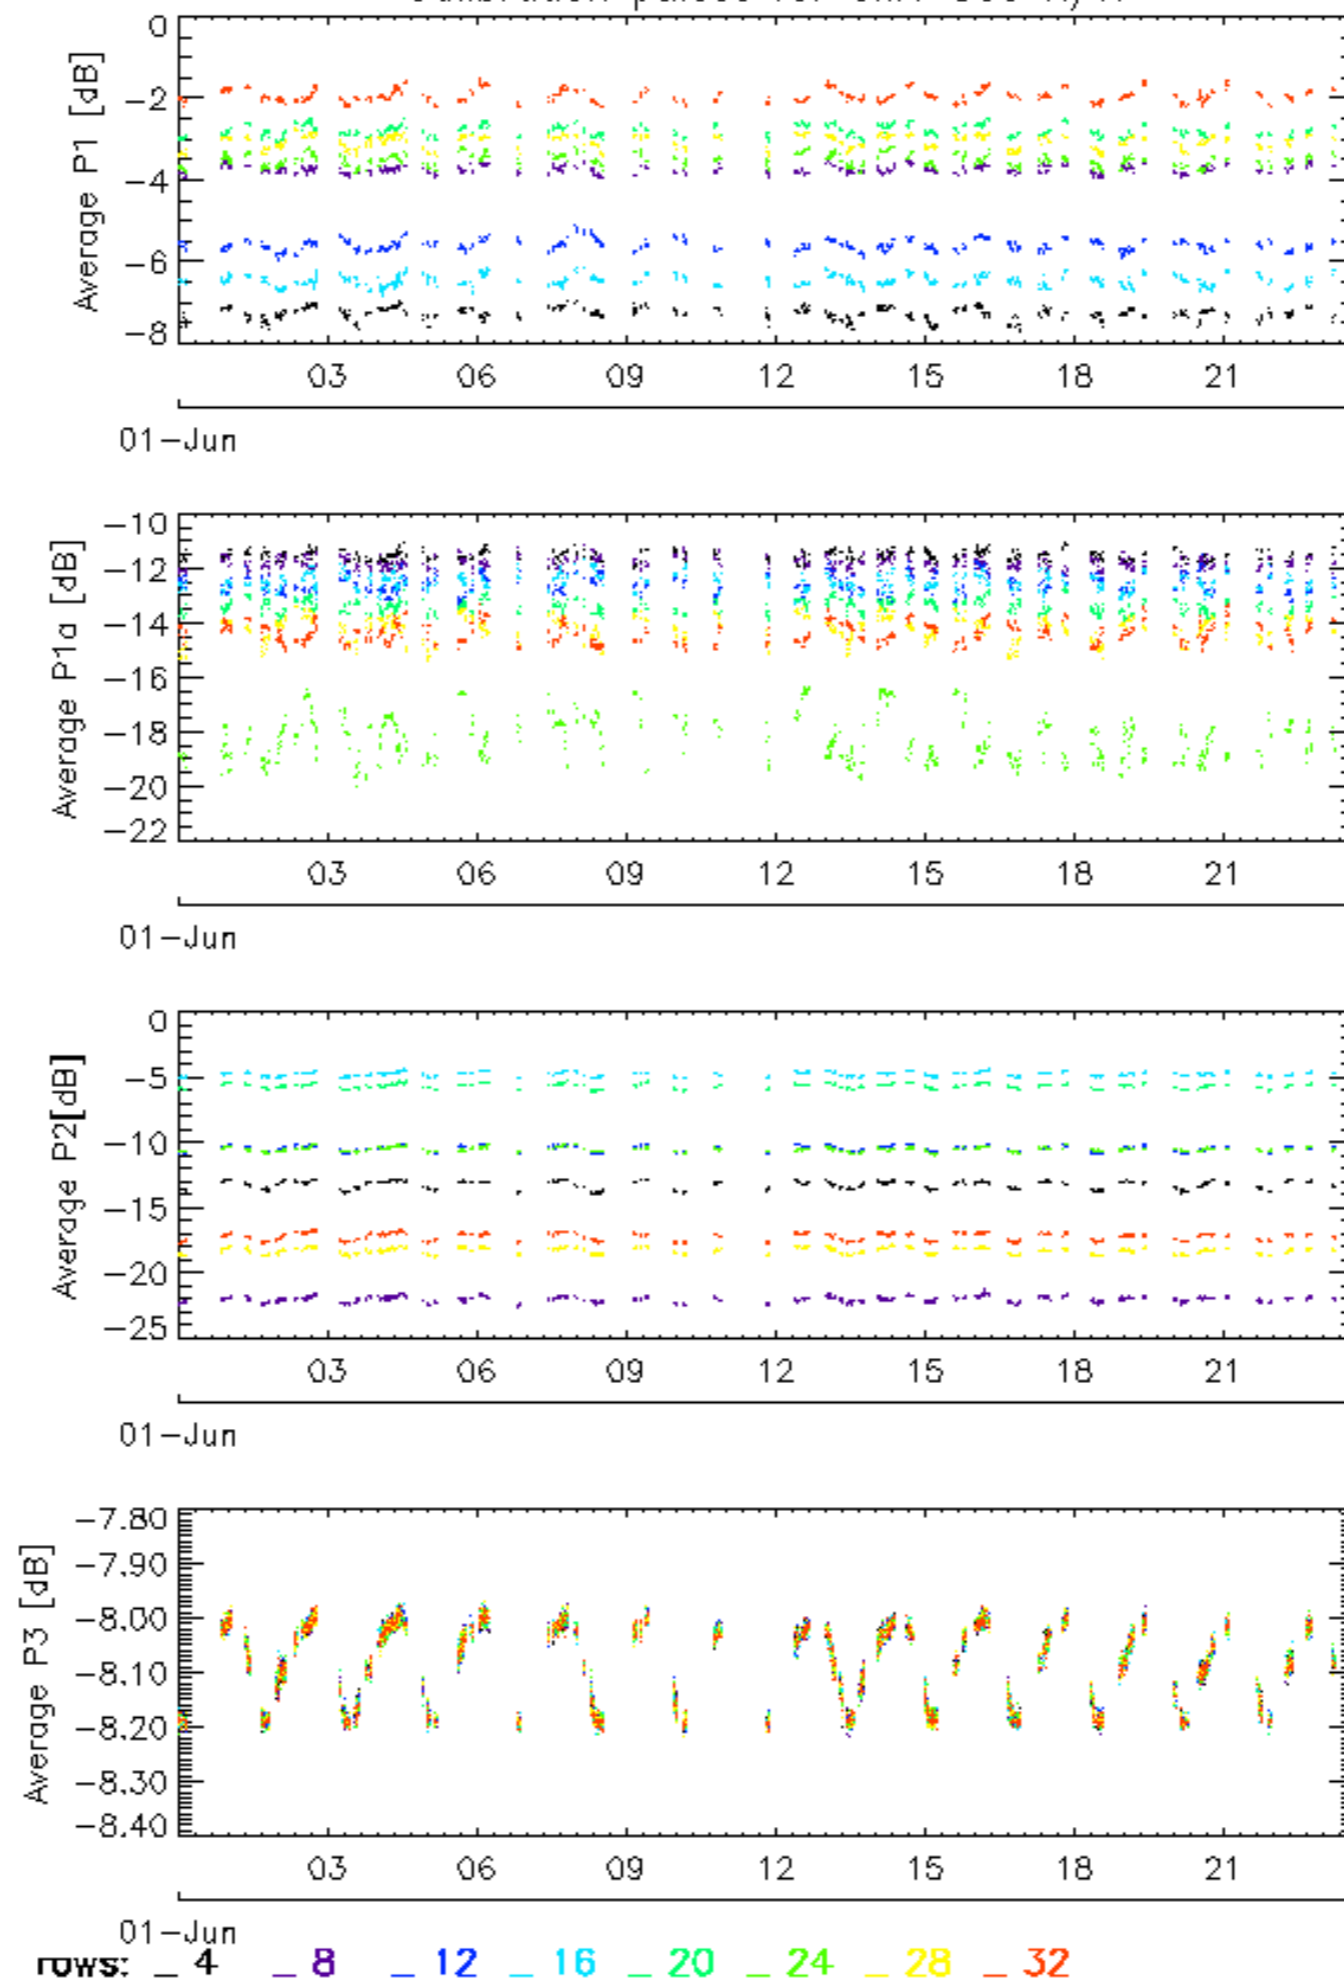 0
−2
−4
−6
−8
Average P1 [dB]
03 06 09 12 15 18 21
01−Jun
−10
−12
−14
−16
−18
−20
−22
Average P1a [dB]
03 06 09 12 15 18 21
01−Jun
0
−5
−10
−15
−20
−25
Average P2[dB]
03 06 09 12 15 18 21
01−Jun
−7.80
−7.90
−8.00
−8.10
−8.20
−8.30
−8.40
Average P3 [dB]
03 06 09 12 15 18 21
01−Jun
rows: _ 4 _ 8 _ 12 _ 16 _ 20 _ 24 _ 28 _ 32